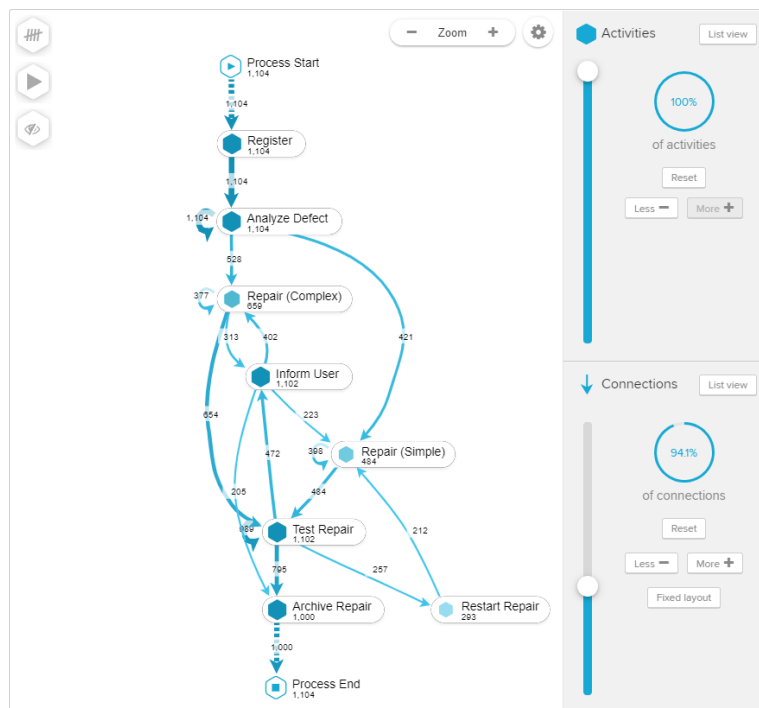 Zoom
Process Start
1,104
1,104
Register
1,104
1,104
1,104
Analyze Defect
1,104
528
377
Repair (Complex)
659
421
313
402
Inform User
1,102
654
223
472
398
Repair (Simple)
484
205
484
989
Test Repair
1,102
212
795
257
Archive Repair
1,000
Restart Repair
293
1,000
Process End
1,104
Activities
List view
100%
of activities
Reset
Less −
More +
Connections
List view
94.1%
of connections
Reset
Less −
More +
Fixed layout